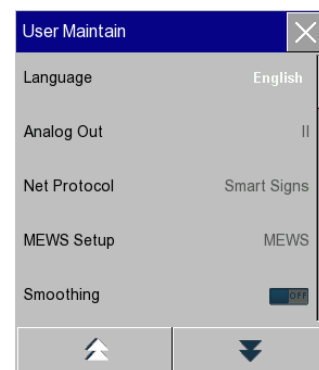 User Maintain
Language English
Analog Out II
Net Protocol Smart Signs
MEWS Setup MEWS
Smoothing OFF